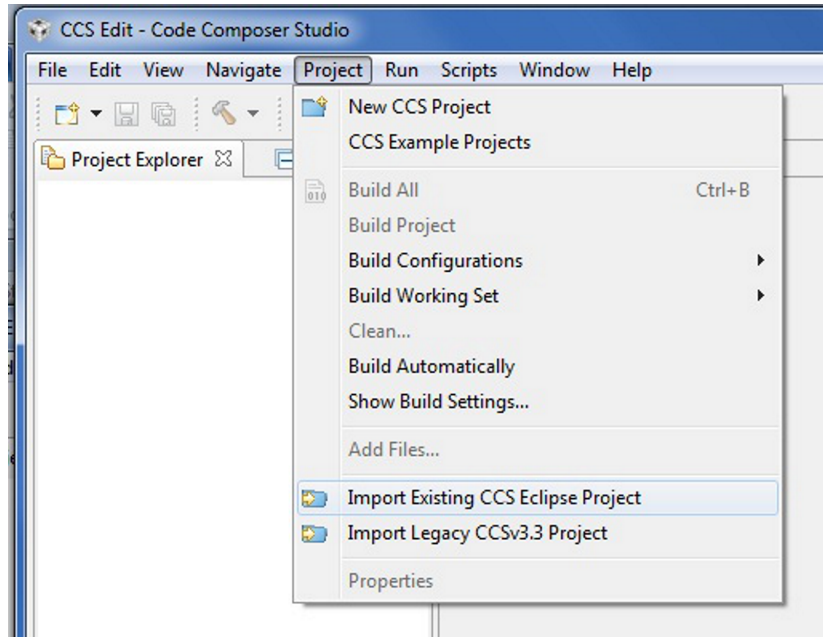 CCS Edit - Code Composer Studio
File Edit View Navigate Project Run Scripts Window Help
Project Explorer
New CCS Project
CCS Example Projects
Build All Ctrl+B
Build Project
Build Configurations
Build Working Set
Clean...
Build Automatically
Show Build Settings...
Add Files...
Import Existing CCS Eclipse Project
Import Legacy CCSv3.3 Project
Properties